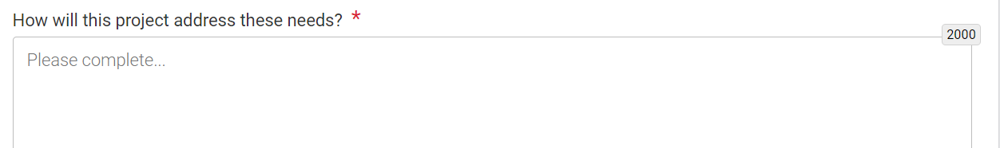 How will this project address these needs? *
2000
Please complete...